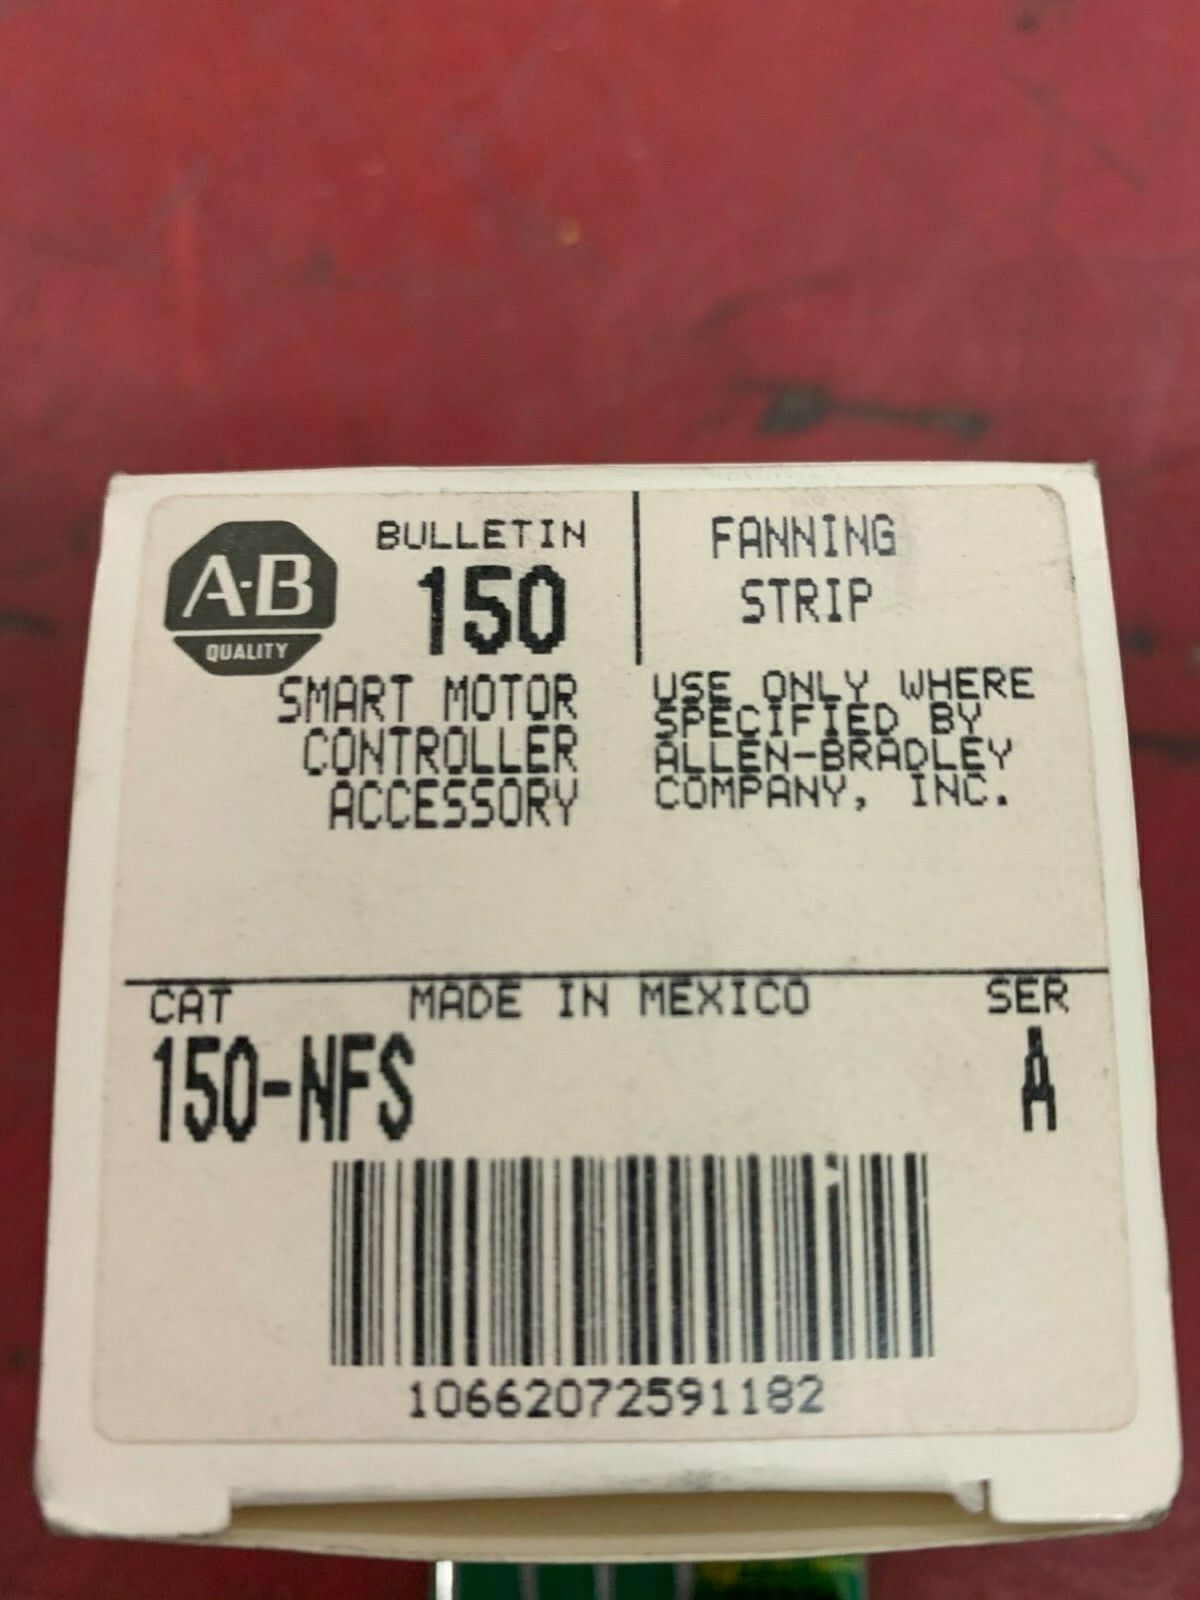 A-B
QUALITY
BULLETIN
150
SMART MOTOR
CONTROLLER
ACCESSORY
FANNING
STRIP
USE ONLY WHERE
SPECIFIED BY
ALLEN-BRADLEY
COMPANY, INC.
CAT
MADE IN MEXICO
SER
150-NFS
A
10662072591182